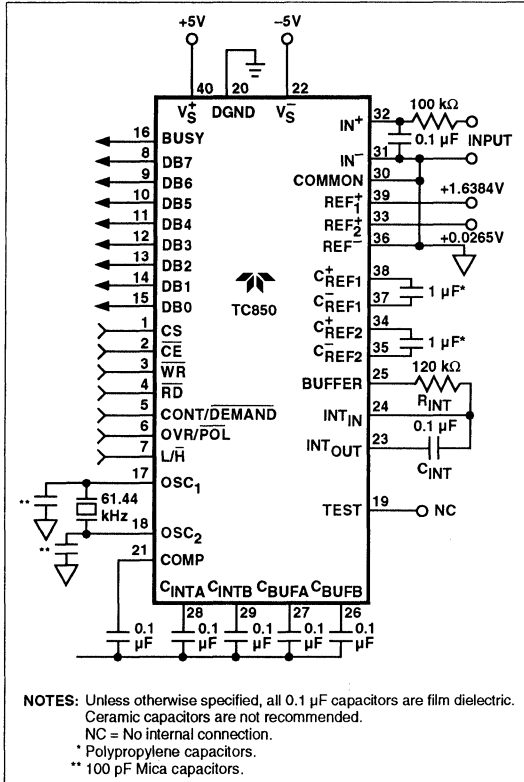 +5V
–5V
40 20 22
V_S^+ DGND V_S^-
16 BUSY
8 DB7
9 DB6
10 DB5
11 DB4
12 DB3
13 DB2
14 DB1
15 DB0
1 CS
2 CE
3 WR
4 RD
5 CONT/DEMAND
6 OVR/POL
7 L/H
17 OSC1
61.44
kHz
**
18 OSC2
**
21 COMP
TC850
IN+ 32 100 kΩ
0.1 µF INPUT
IN– 31
COMMON 30
REF1+ 39 +1.6384V
REF2+ 33
+0.0265V
REF– 36
C+REF1 38
1 µF*
C–REF1 37
C+REF2 34
1 µF*
C–REF2 35
BUFFER 25 120 kΩ
RINT
INTIN 24
0.1 µF
INTOUT 23
CINT
TEST 19 NC
CINTA CINTB CBUFA CBUFB
28 29 27 26
0.1 0.1 0.1 0.1 0.1
µF µF µF µF µF
NOTES: Unless otherwise specified, all 0.1 µF capacitors are film dielectric.
Ceramic capacitors are not recommended.
NC = No internal connection.
* Polypropylene capacitors.
** 100 pF Mica capacitors.